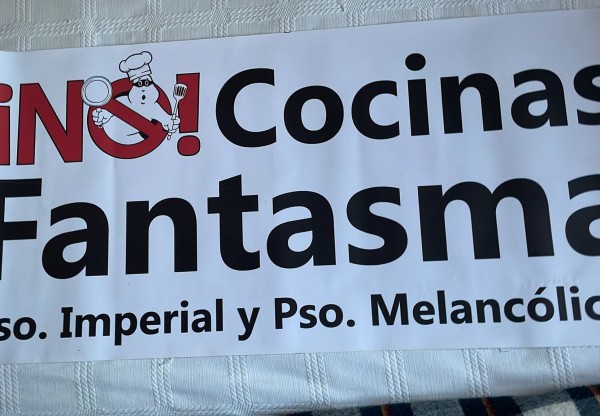 ¡NO! Cocinas
Fantasma
so. Imperial y Pso. Melancólic